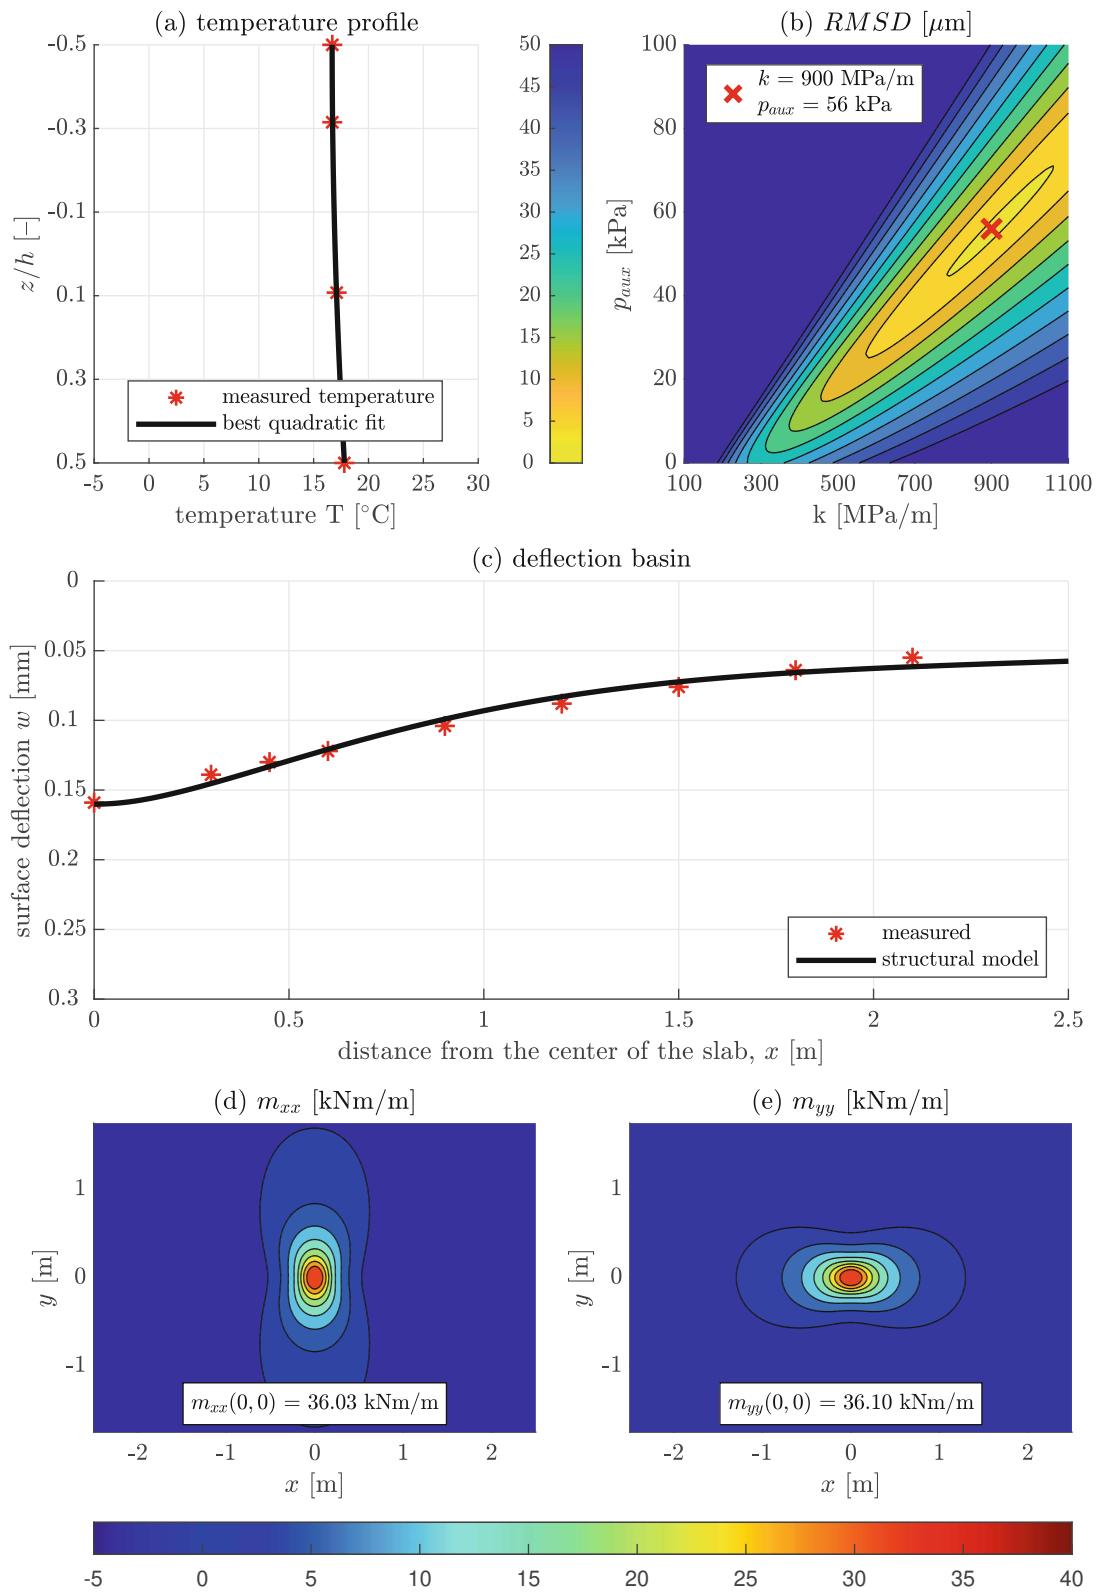 (a) temperature profile
-0.5
-0.3
-0.1
0.1
0.3
0.5
z/h [−]
measured temperature
best quadratic fit
-5 0 5 10 15 20 25 30
temperature T [°C]
50
45
40
35
30
25
20
15
10
5
0
(b) RMSD [μm]
100
80
60
40
20
0
p_aux [kPa]
k = 900 MPa/m
p_aux = 56 kPa
100 300 500 700 900 1100
k [MPa/m]
(c) deflection basin
0
0.05
0.1
0.15
0.2
0.25
0.3
surface deflection w [mm]
measured
structural model
0 0.5 1 1.5 2 2.5
distance from the center of the slab, x [m]
(d) m_xx [kNm/m]
1
0
-1
y [m]
m_xx(0,0) = 36.03 kNm/m
-2 -1 0 1 2
x [m]
(e) m_yy [kNm/m]
1
0
-1
y [m]
m_yy(0,0) = 36.10 kNm/m
-2 -1 0 1 2
x [m]
-5 0 5 10 15 20 25 30 35 40